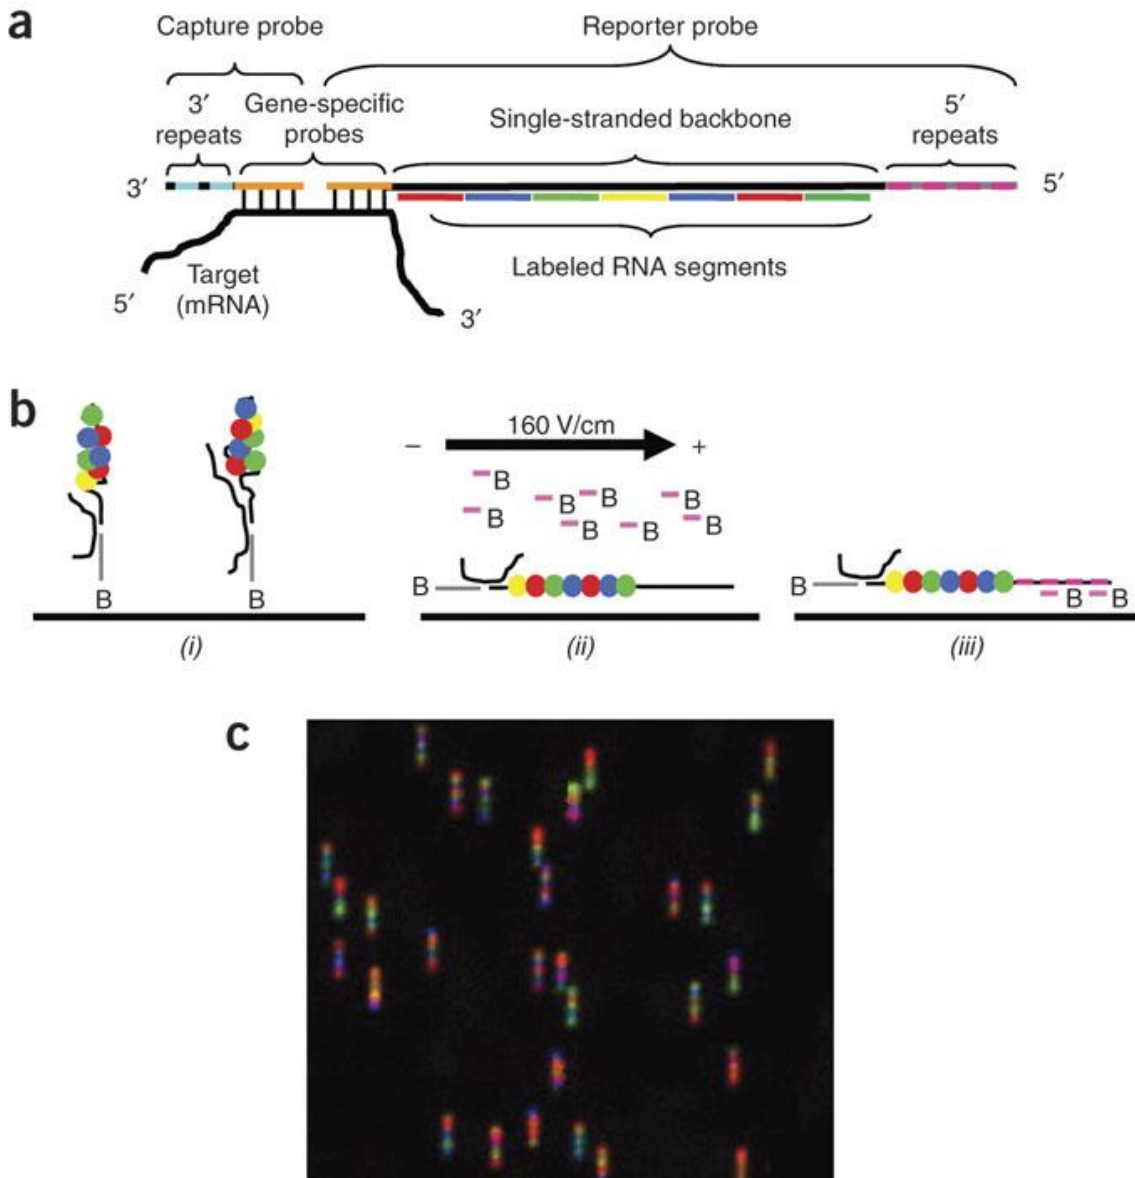 a
Capture probe
Reporter probe
3′
repeats
Gene-specific
probes
Single-stranded backbone
5′
repeats
3′
5′
Labeled RNA segments
Target
(mRNA)
5′
3′
b
B
B
(i)
160 V/cm
– +
B
B
B
B
B
B
B
B
B
(ii)
B
B
B
(iii)
c